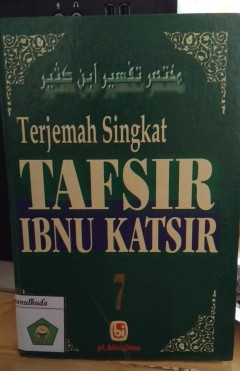 مختصر تفسير ابن كثير
Terjemah Singkat
TAFSIR
IBNU KATSIR
7